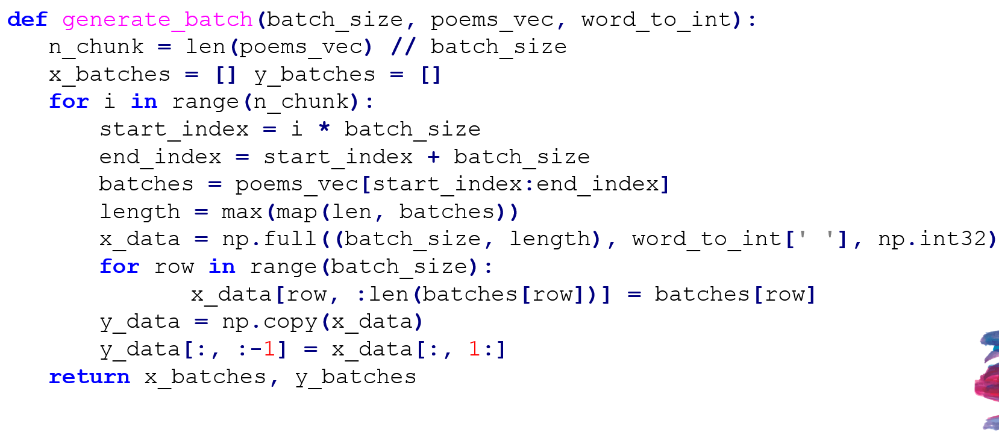 def generate_batch(batch_size, poems_vec, word_to_int):
n_chunk = len(poems_vec) // batch_size
x_batches = [] y_batches = []
for i in range(n_chunk):
start_index = i * batch_size
end_index = start_index + batch_size
batches = poems_vec[start_index:end_index]
length = max(map(len, batches))
x_data = np.full((batch_size, length), word_to_int[' '], np.int32)
for row in range(batch_size):
x_data[row, :len(batches[row])] = batches[row]
y_data = np.copy(x_data)
y_data[:, :-1] = x_data[:, 1:]
return x_batches, y_batches